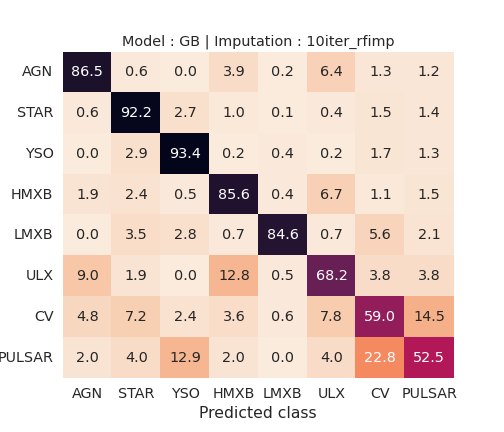 Model : GB | Imputation : 10iter_rfimp
AGN 86.5 0.6 0.0 3.9 0.2 6.4 1.3 1.2
STAR 0.6 92.2 2.7 1.0 0.1 0.4 1.5 1.4
YSO 0.0 2.9 93.4 0.2 0.4 0.2 1.7 1.3
HMXB 1.9 2.4 0.5 85.6 0.4 6.7 1.1 1.5
LMXB 0.0 3.5 2.8 0.7 84.6 0.7 5.6 2.1
ULX 9.0 1.9 0.0 12.8 0.5 68.2 3.8 3.8
CV 4.8 7.2 2.4 3.6 0.6 7.8 59.0 14.5
PULSAR 2.0 4.0 12.9 2.0 0.0 4.0 22.8 52.5
AGN STAR YSO HMXB LMXB ULX CV PULSAR
Predicted class